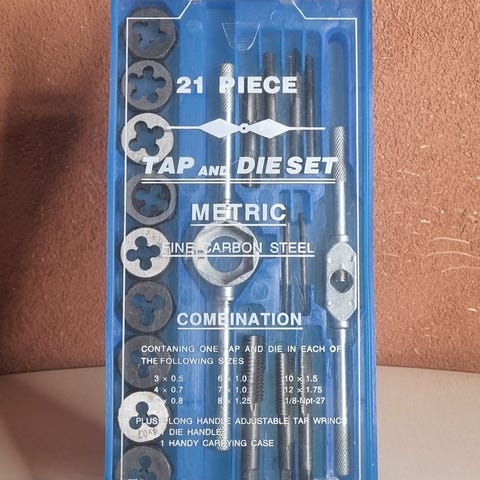 21 PIECE
TAP AND DIE SET
METRIC
FINE CARBON STEEL
COMBINATION
CONTANING ONE TAP AND DIE IN EACH OF
THE FOLLOWING SIZES
3 × 0.5 6 × 1.0 10 × 1.5
4 × 0.7 7 × 1.0 12 × 1.75
× 0.8 8 × 1.25 1/8-Npt-27
PLUS LONG HANDLE ADJUSTABLE TAP WRINCH
DIE HANDLE
1 HANDY CARRYING CASE